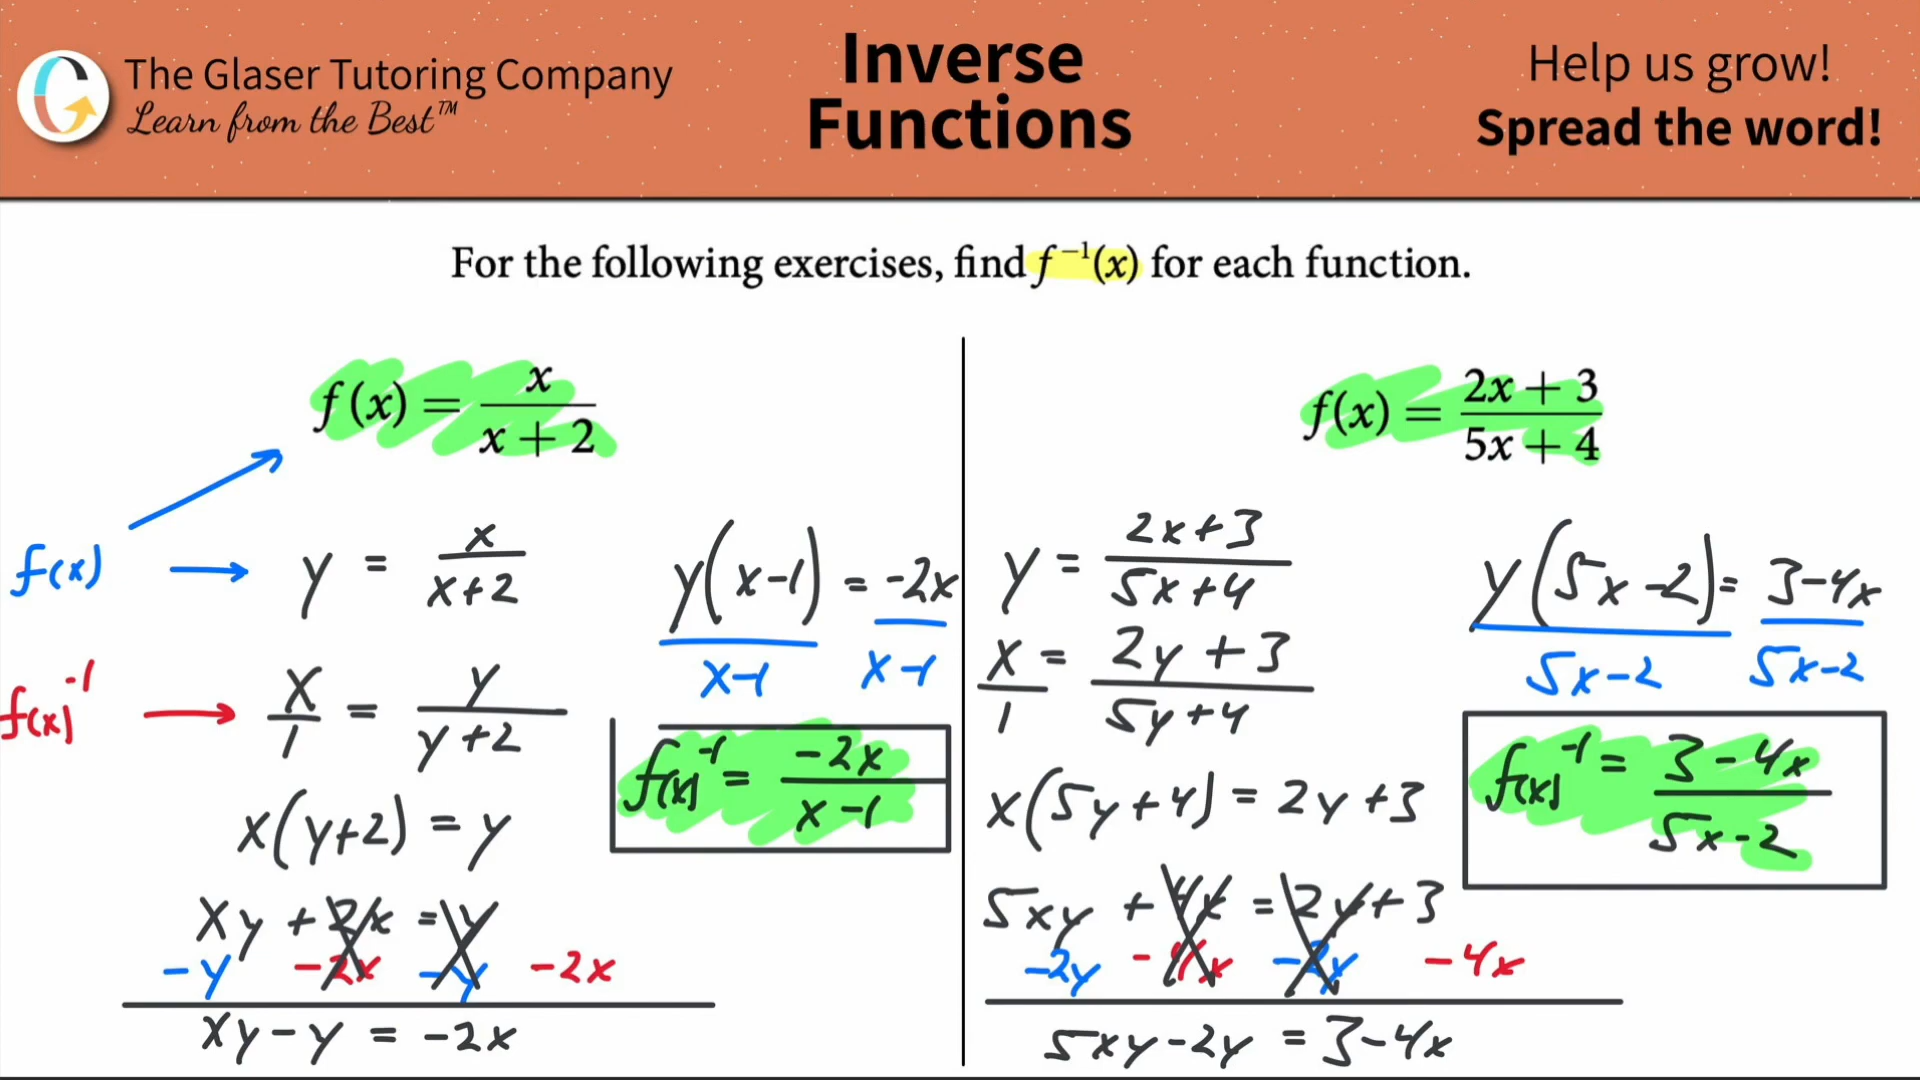 The Glaser Tutoring Company
Learn from the Best™
Inverse
Functions
Help us grow!
Spread the word!
For the following exercises, find f⁻¹(x) for each function.
f(x) = x / (x + 2)
f(x) → y = x / (x+2)
f(x)⁻¹ → x/1 = y / (y+2)
x(y+2) = y
xy + 2x = y
-y -2x -y -2x
xy - y = -2x
y(x-1) = -2x
x-1 x-1
f(x)⁻¹ = -2x / (x-1)
f(x) = (2x + 3) / (5x + 4)
y = (2x+3) / (5x+4)
x/1 = (2y+3) / (5y+4)
x(5y+4) = 2y+3
5xy + 4x = 2y+3
-2y -4x -2y -4x
5xy-2y = 3-4x
y(5x-2) = 3-4x
5x-2 5x-2
f(x)⁻¹ = (3-4x) / (5x-2)